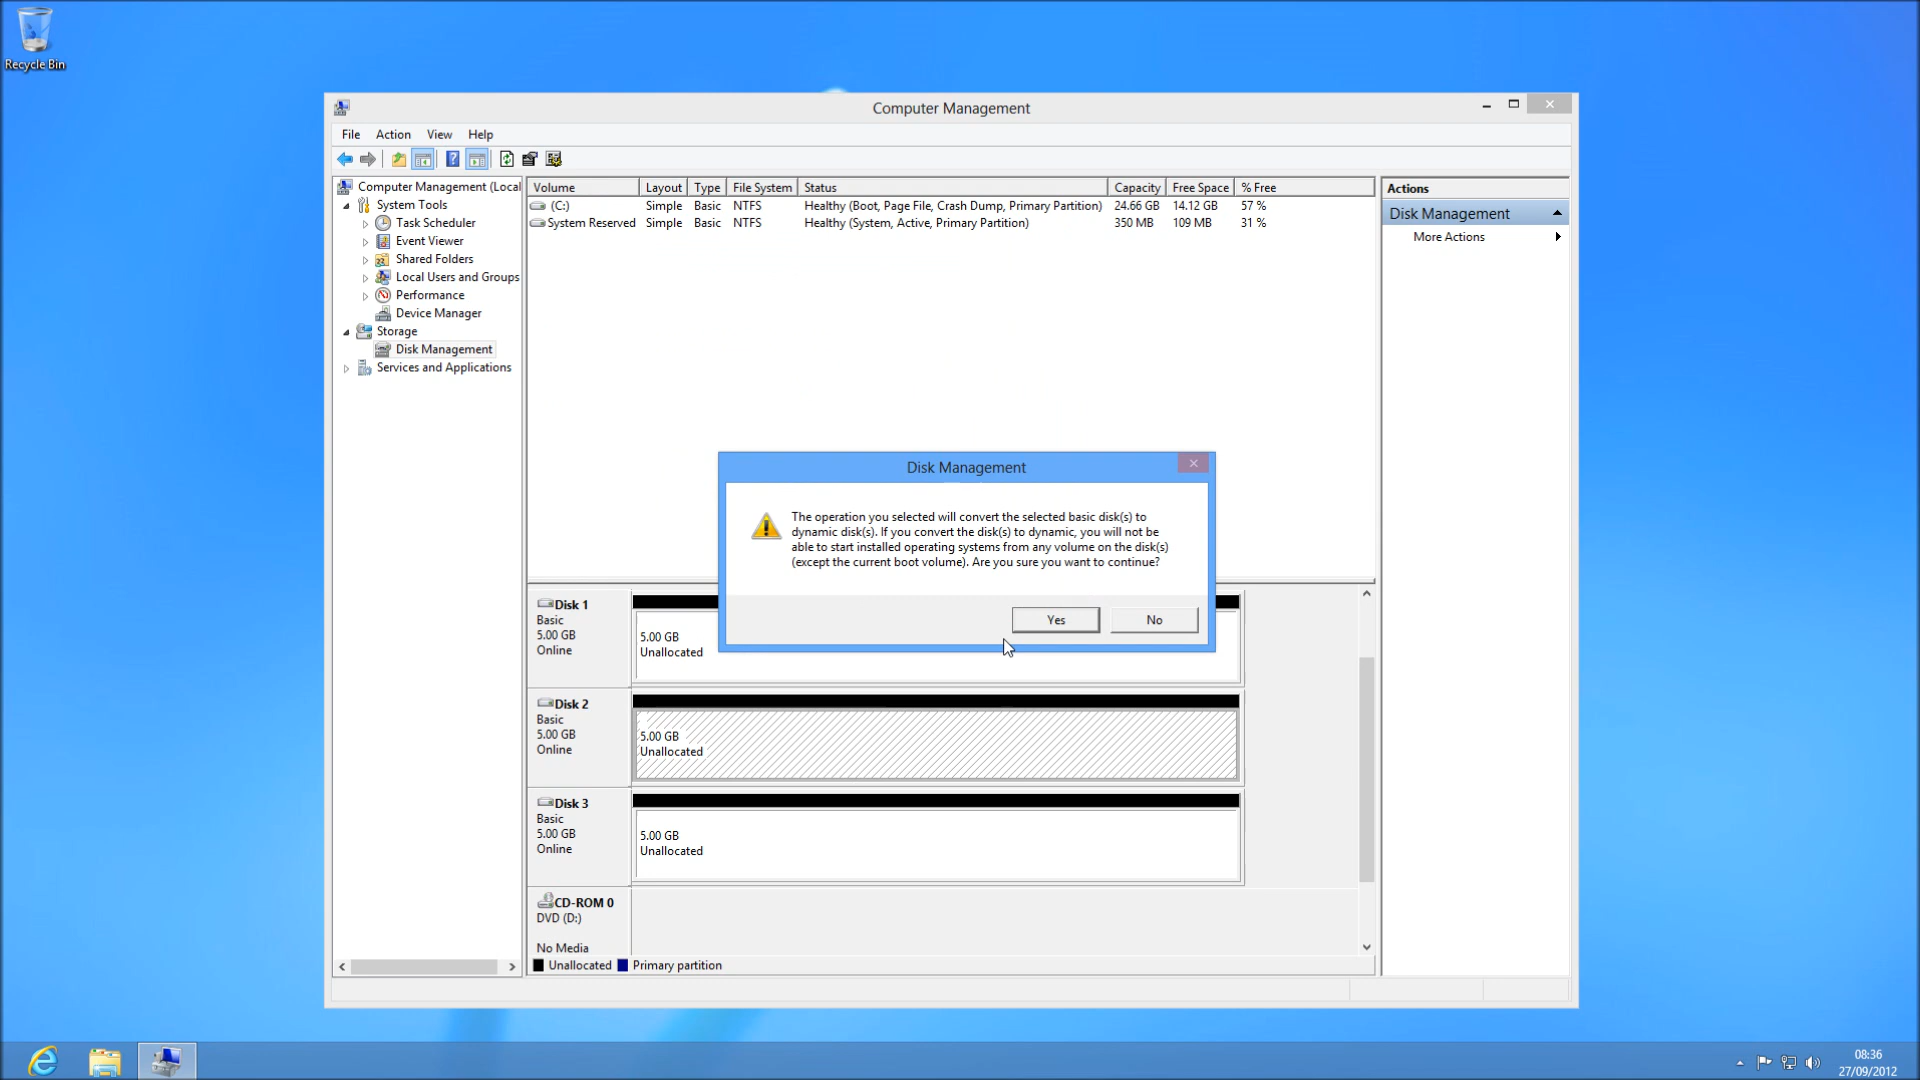 Recycle Bin
Computer Management
File Action View Help
Computer Management (Local
System Tools
Task Scheduler
Event Viewer
Shared Folders
Local Users and Groups
Performance
Device Manager
Storage
Disk Management
Services and Applications
Volume Layout Type File System Status Capacity Free Space % Free
(C:) Simple Basic NTFS Healthy (Boot, Page File, Crash Dump, Primary Partition) 24.66 GB 14.12 GB 57 %
System Reserved Simple Basic NTFS Healthy (System, Active, Primary Partition) 350 MB 109 MB 31 %
Actions
Disk Management
More Actions
Disk Management
The operation you selected will convert the selected basic disk(s) to
dynamic disk(s). If you convert the disk(s) to dynamic, you will not be
able to start installed operating systems from any volume on the disk(s)
(except the current boot volume). Are you sure you want to continue?
Yes No
Disk 1
Basic
5.00 GB
Online
5.00 GB
Unallocated
Disk 2
Basic
5.00 GB
Online
5.00 GB
Unallocated
Disk 3
Basic
5.00 GB
Online
5.00 GB
Unallocated
CD-ROM 0
DVD (D:)
No Media
Unallocated Primary partition
08:36
27/09/2012